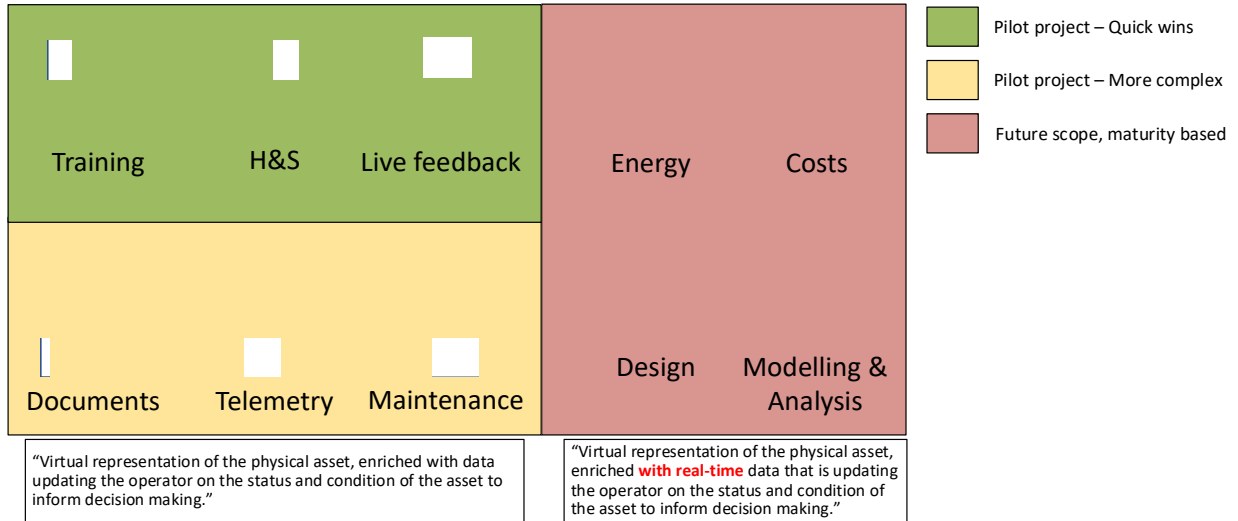 Training
H&S
Live feedback
Energy
Costs
Documents
Telemetry
Maintenance
Design
Modelling &
Analysis
Pilot project – Quick wins
Pilot project – More complex
Future scope, maturity based
“Virtual representation of the physical asset, enriched with data
updating the operator on the status and condition of the asset to
inform decision making.”
“Virtual representation of the physical asset,
enriched with real-time data that is updating
the operator on the status and condition of
the asset to inform decision making.”